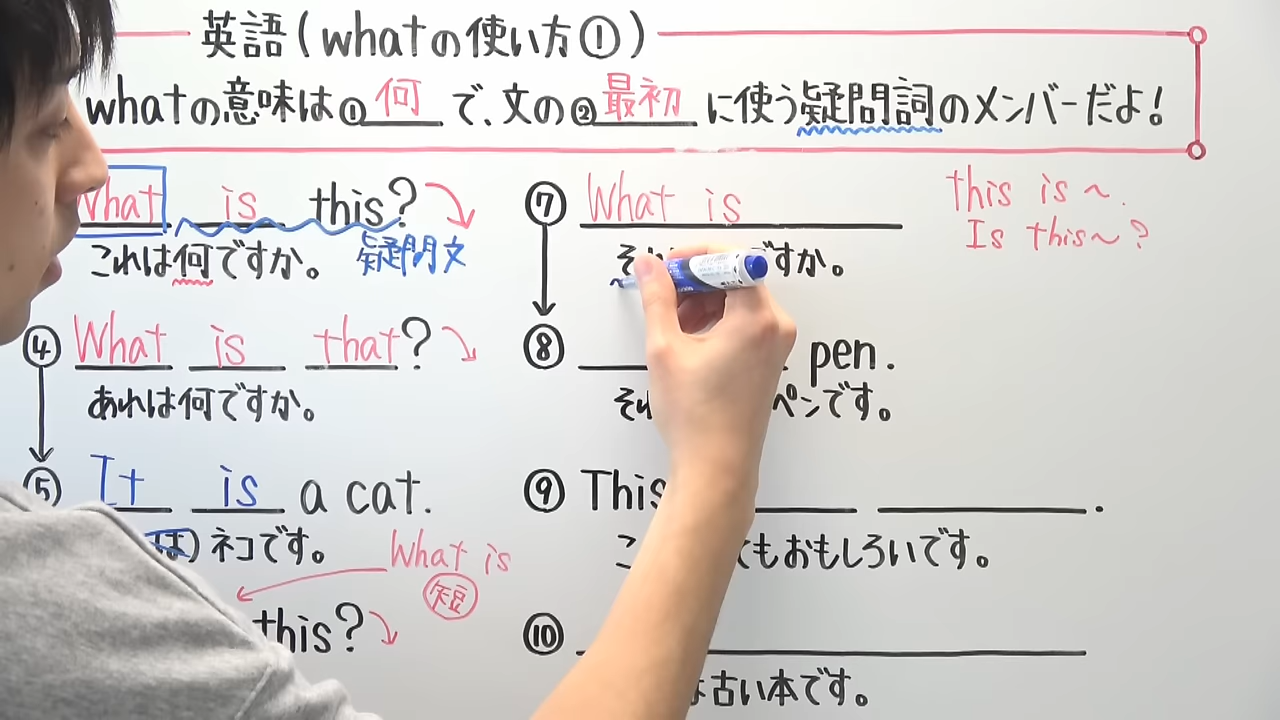 英語(whatの使い方①)
whatの意味は①何で、文の②最初に使う疑問詞のメンバーだよ!
What is this?
これは何ですか。
疑問文
④ What is that?
あれは何ですか。
⑤ It is a cat.
は) ネコです。
What is
短
this?
⑦ What is
ですか。
⑧ pen.
ペンです。
⑨ This .
もおもしろいです。
⑩
は古い本です。
this is ~.
Is this~?